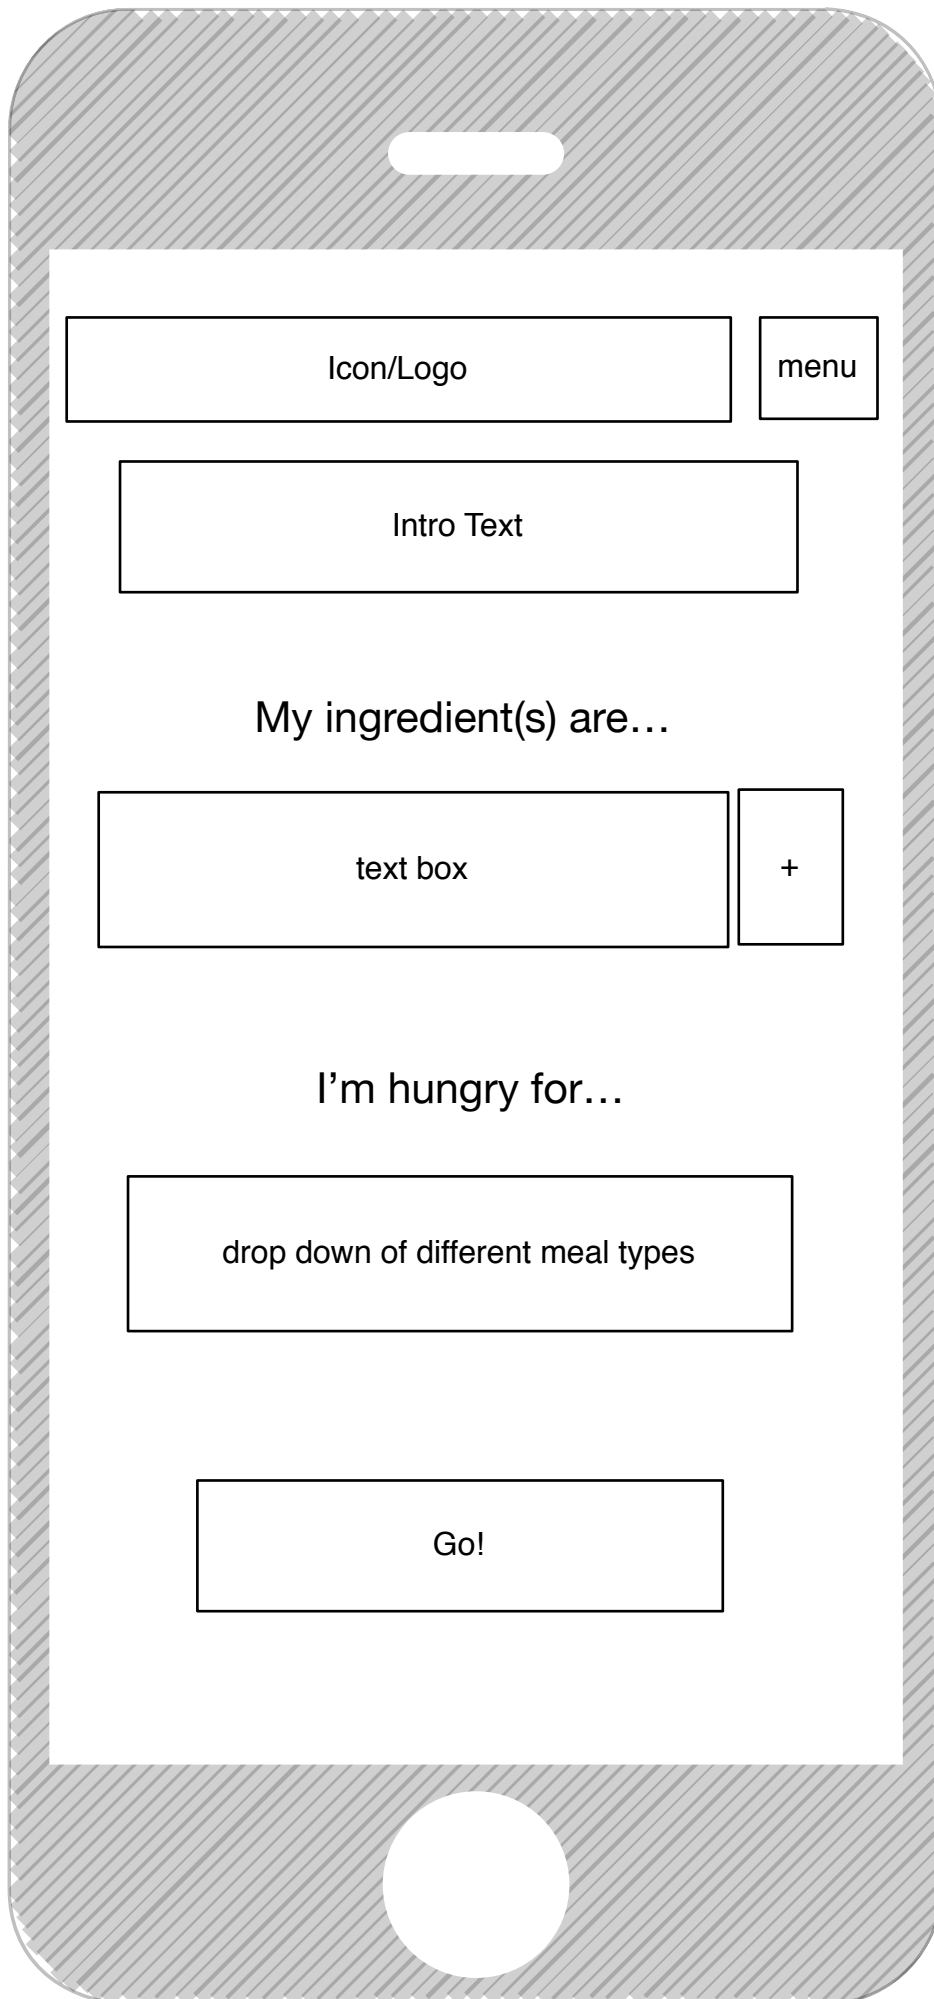 Icon/Logo
menu
Intro Text
My ingredient(s) are…
text box
+
I’m hungry for…
drop down of different meal types
Go!